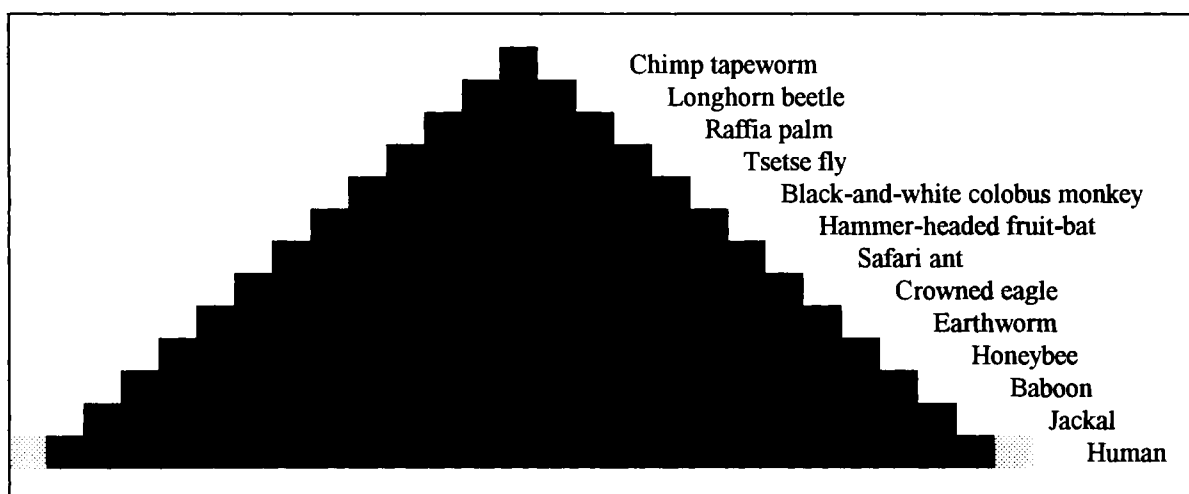 Chimp tapeworm
Longhorn beetle
Raffia palm
Tsetse fly
Black-and-white colobus monkey
Hammer-headed fruit-bat
Safari ant
Crowned eagle
Earthworm
Honeybee
Baboon
Jackal
Human